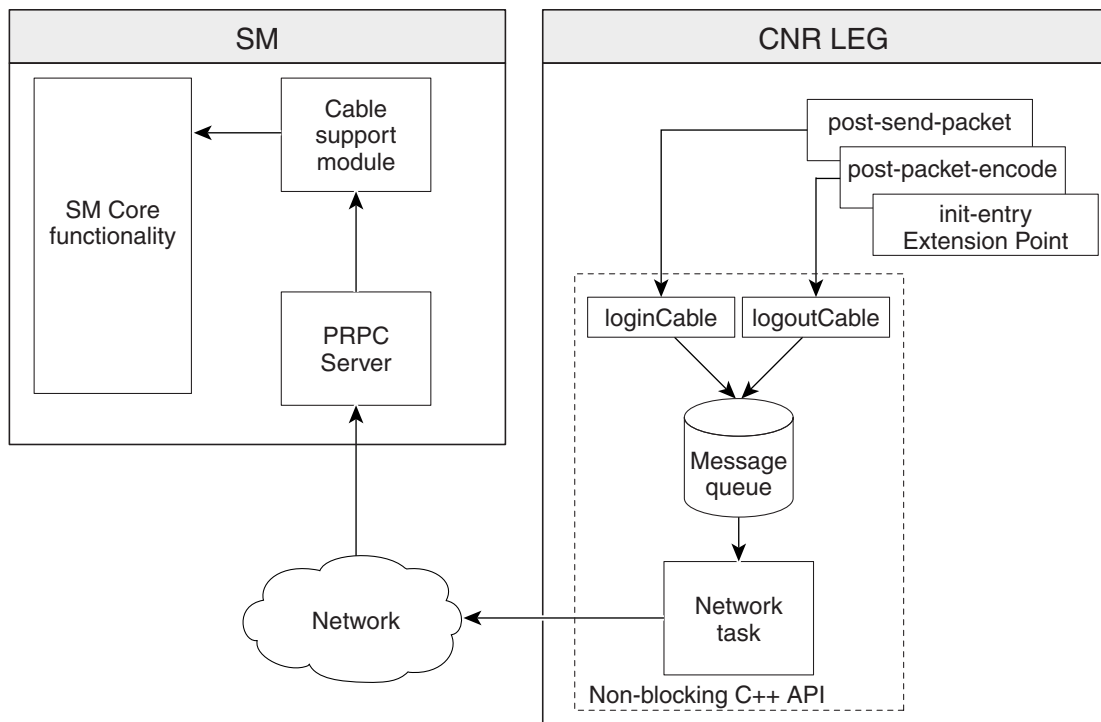 SM
CNR LEG
SM Core
functionality
Cable
support
module
PRPC
Server
post-send-packet
post-packet-encode
init-entry
Extension Point
loginCable
logoutCable
Message
queue
Network
task
Network
Non-blocking C++ API